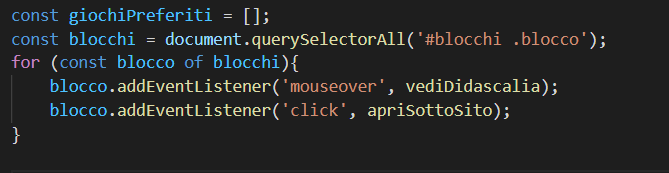 const giochiPreferiti = [];
const blocchi = document.querySelectorAll('#blocchi .blocco');
for (const blocco of blocchi){
    blocco.addEventListener('mouseover', vediDidascalia);
    blocco.addEventListener('click', apriSottoSito);
}